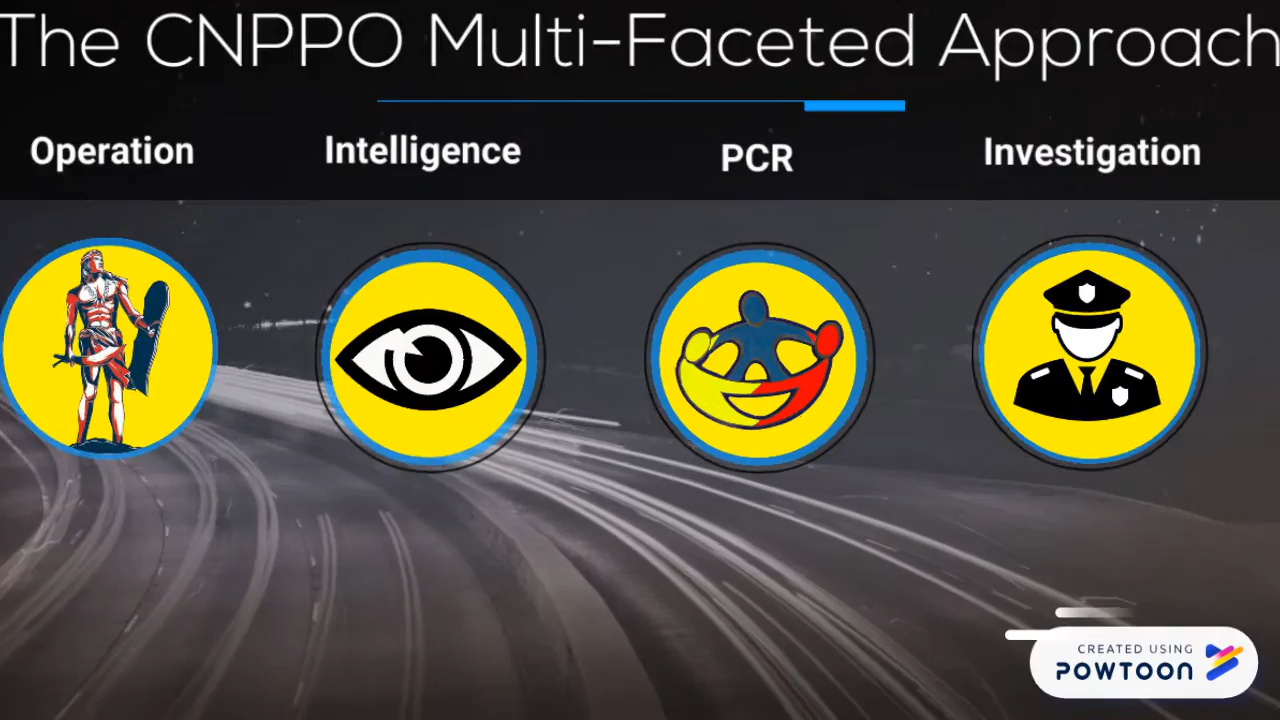 The CNPPO Multi-Faceted Approach
Operation
Intelligence
PCR
Investigation
CREATED USING
POWTOON